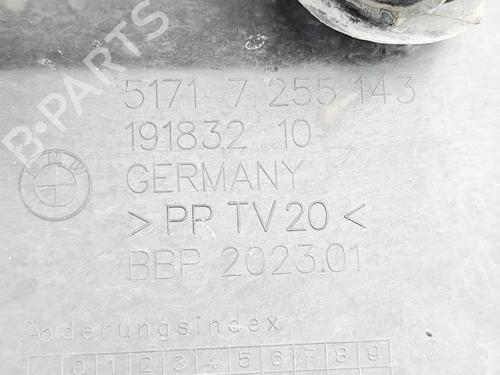 B-PARTS
5171 7 255 143
191832 10
BMW
GERMANY
> PP TV20 <
BBP 2023.01
Änderungsindex
0 1 2 3 4 5 6 7 8 9